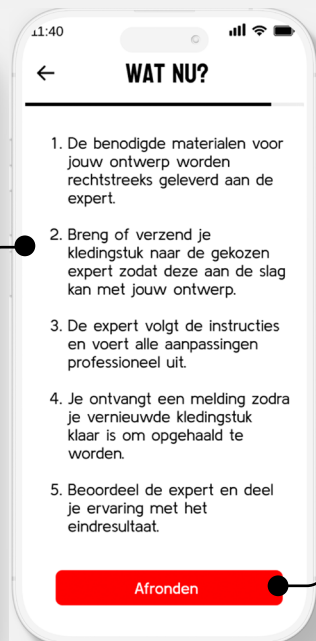 11:40
WAT NU?
1. De benodigde materialen voor
jouw ontwerp worden
rechtstreeks geleverd aan de
expert.
2. Breng of verzend je
kledingstuk naar de gekozen
expert zodat deze aan de slag
kan met jouw ontwerp.
3. De expert volgt de instructies
en voert alle aanpassingen
professioneel uit.
4. Je ontvangt een melding zodra
je vernieuwde kledingstuk
klaar is om opgehaald te
worden.
5. Beoordeel de expert en deel
je ervaring met het
eindresultaat.
Afronden